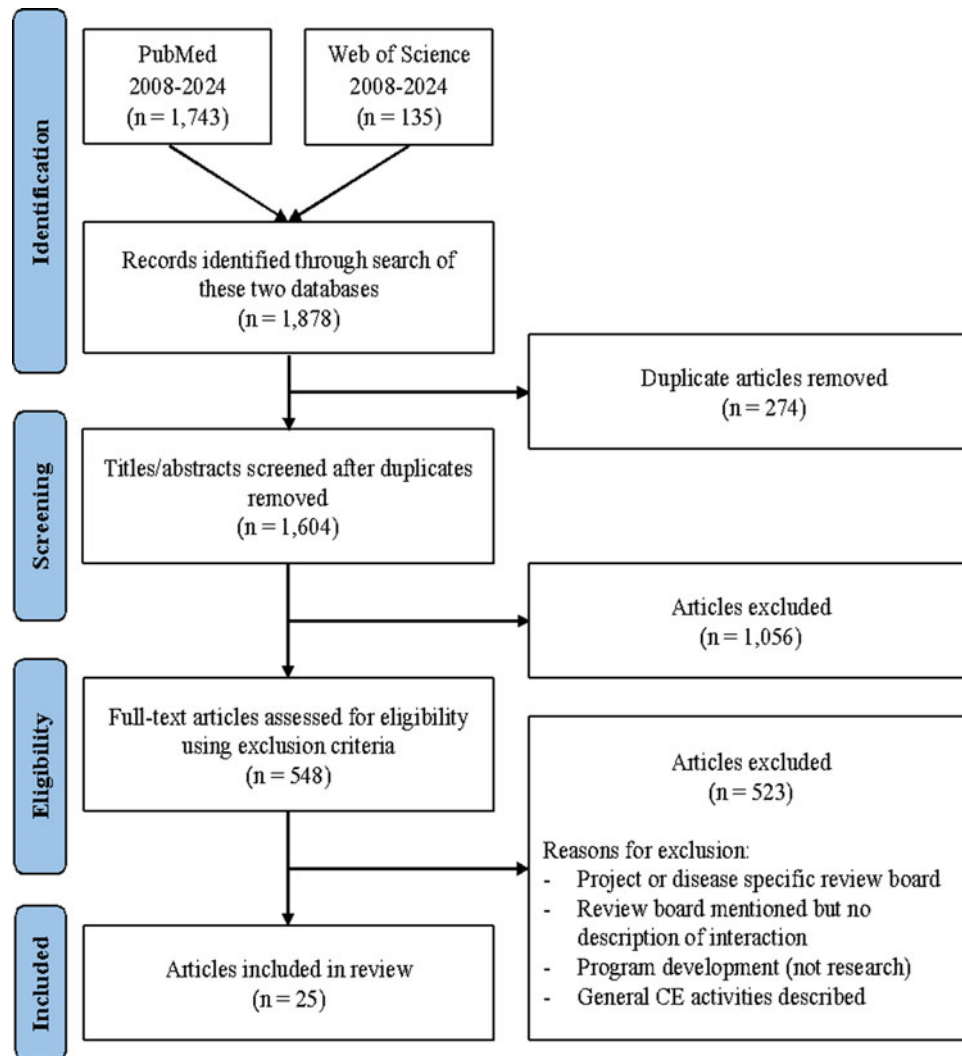 Identification
PubMed
2008-2024
(n = 1,743)
Web of Science
2008-2024
(n = 135)
Records identified through search of
these two databases
(n = 1,878)
Duplicate articles removed
(n = 274)
Screening
Titles/abstracts screened after duplicates
removed
(n = 1,604)
Articles excluded
(n = 1,056)
Eligibility
Full-text articles assessed for eligibility
using exclusion criteria
(n = 548)
Articles excluded
(n = 523)
Reasons for exclusion:
- Project or disease specific review board
- Review board mentioned but no
description of interaction
- Program development (not research)
- General CE activities described
Included
Articles included in review
(n = 25)